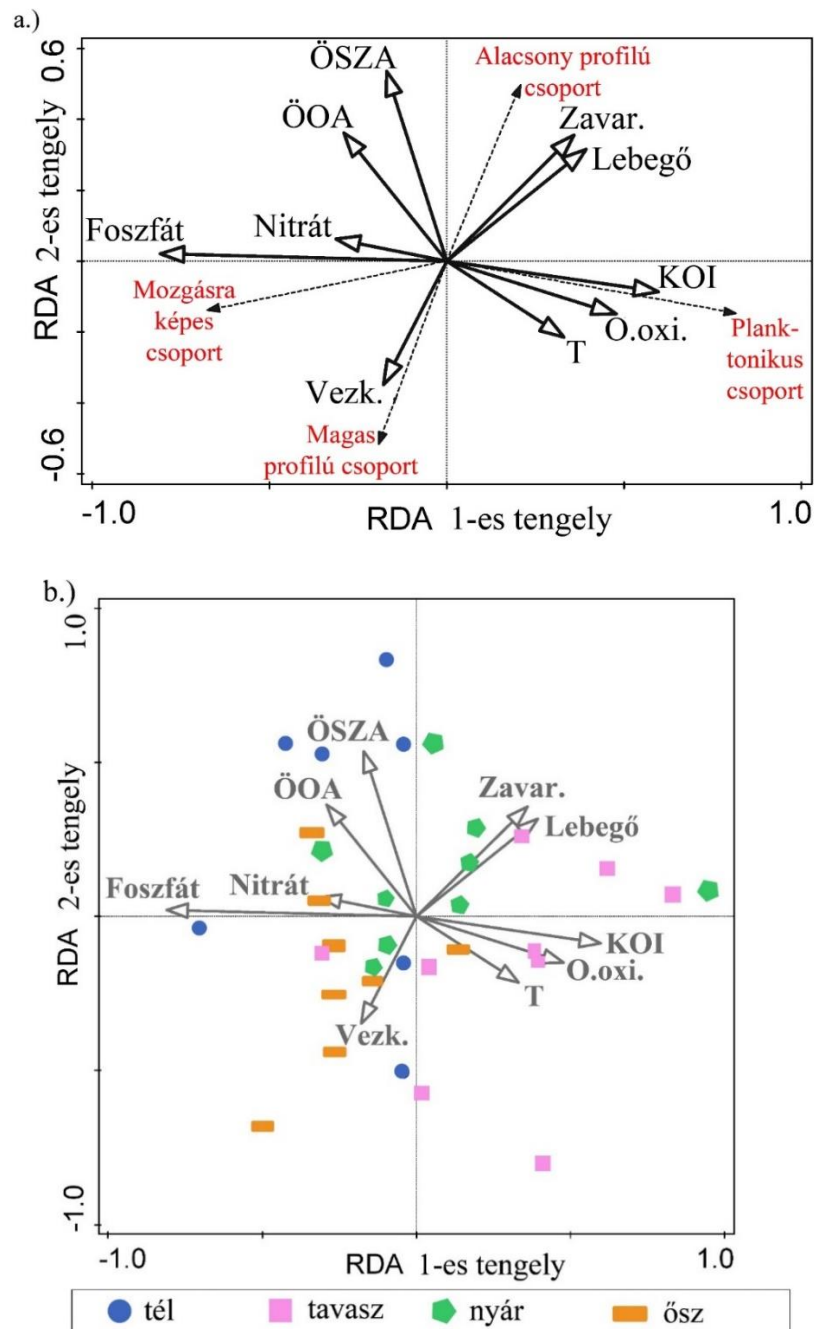 a.)
0.6
RDA 2-es tengely
-0.6
ÖSZA
ÖOA
Alacsony profilú
csoport
Zavar.
Lebegő
Foszfát
Nitrát
Mozgásra
képes
csoport
KOI
O.oxi.
T
Plank-
tonikus
csoport
Vezk.
Magas
profilú csoport
-1.0
RDA 1-es tengely
1.0
b.)
1.0
RDA 2-es tengely
-1.0
ÖSZA
ÖOA
Zavar.
Lebegő
Foszfát
Nitrát
KOI
O.oxi.
T
Vezk.
-1.0
RDA 1-es tengely
1.0
tél
tavasz
nyár
ősz